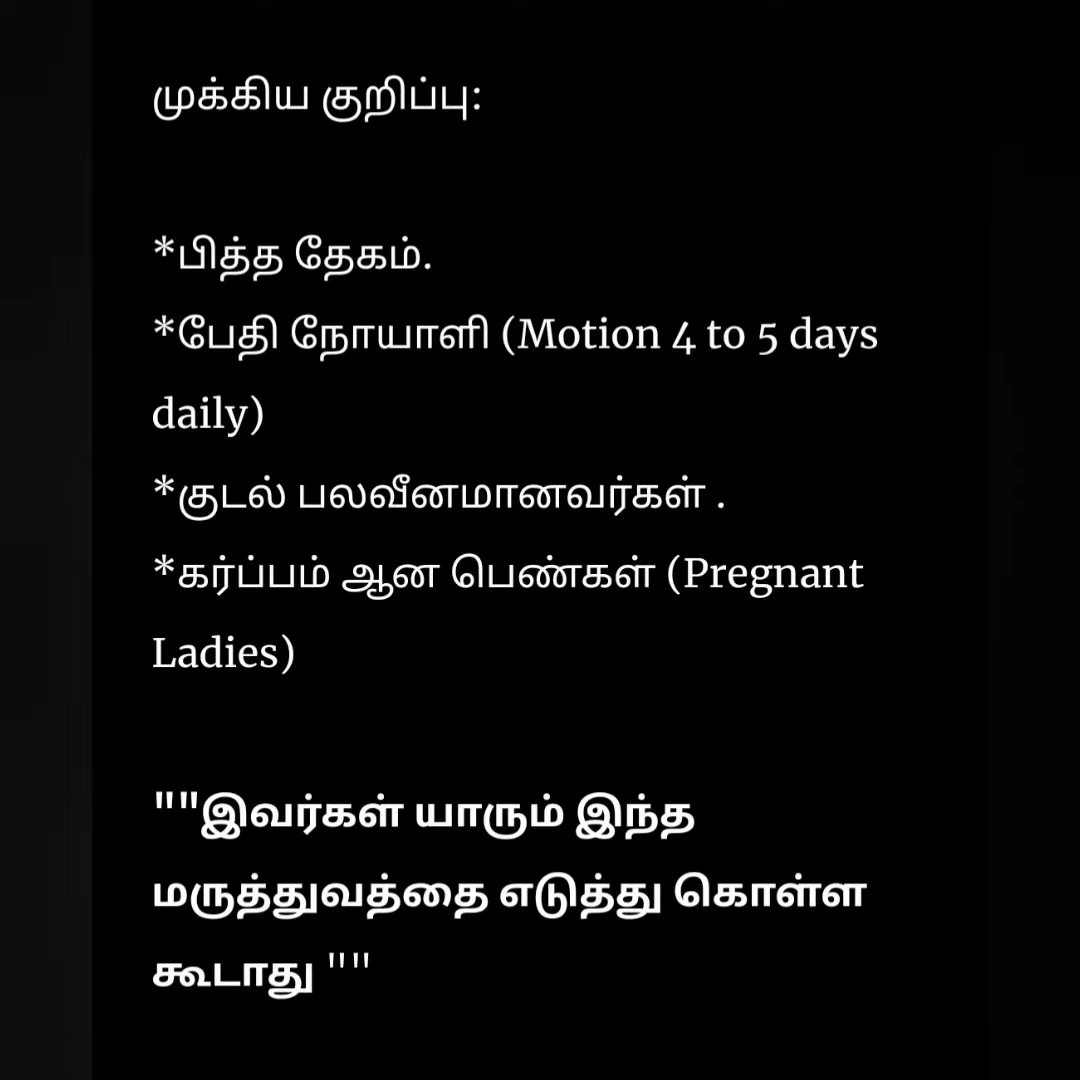 முக்கிய குறிப்பு:
*பித்த தேகம்.
*பேதி நோயாளி (Motion 4 to 5 days
daily)
*குடல் பலவீனமானவர்கள் .
*கர்ப்பம் ஆன பெண்கள் (Pregnant
Ladies)
""இவர்கள் யாரும் இந்த
மருத்துவத்தை எடுத்து கொள்ள
கூடாது ""